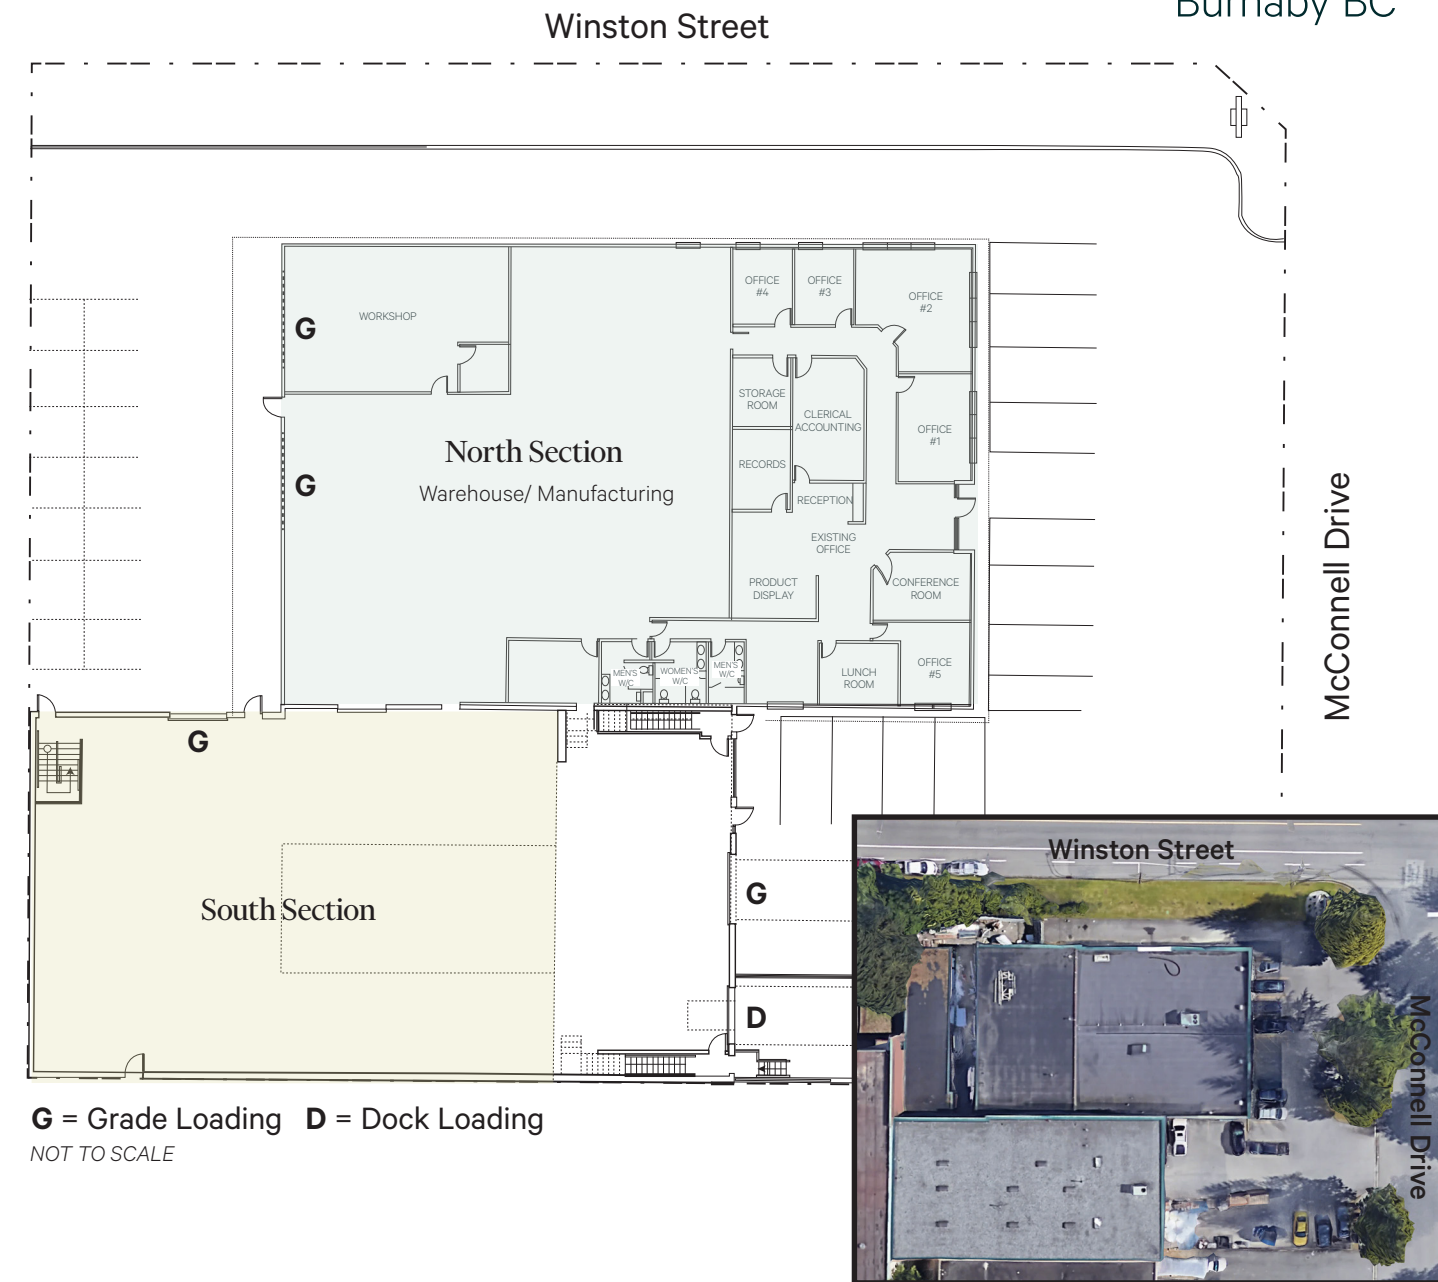 Burnaby BC
Winston Street
OFFICE
#4
OFFICE
#3
OFFICE
#2
G
WORKSHOP
STORAGE
ROOM
CLERICAL
ACCOUNTING
OFFICE
#1
North Section
Warehouse/ Manufacturing
G
RECORDS
RECEPTION
EXISTING
OFFICE
PRODUCT
DISPLAY
CONFERENCE
ROOM
MEN'S
W/C
WOMEN'S
W/C
MEN'S
W/C
LUNCH
ROOM
OFFICE
#5
McConnell Drive
G
South Section
G
D
Winston Street
McConnell Drive
G = Grade Loading D = Dock Loading
NOT TO SCALE